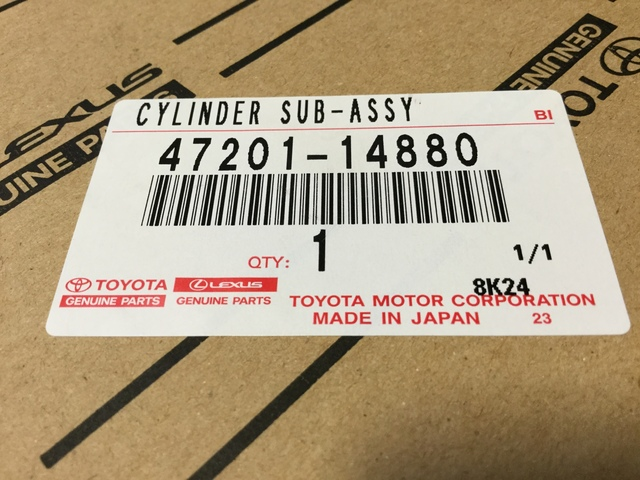 CYLINDER SUB-ASSY
BI
47201-14880
QTY: 1
1/1
8K24
TOYOTA LEXUS
GENUINE PARTS GENUINE PARTS
TOYOTA MOTOR CORPORATION
MADE IN JAPAN 23
LEXUS
GENUINE PARTS
TOYOTA
GENUINE